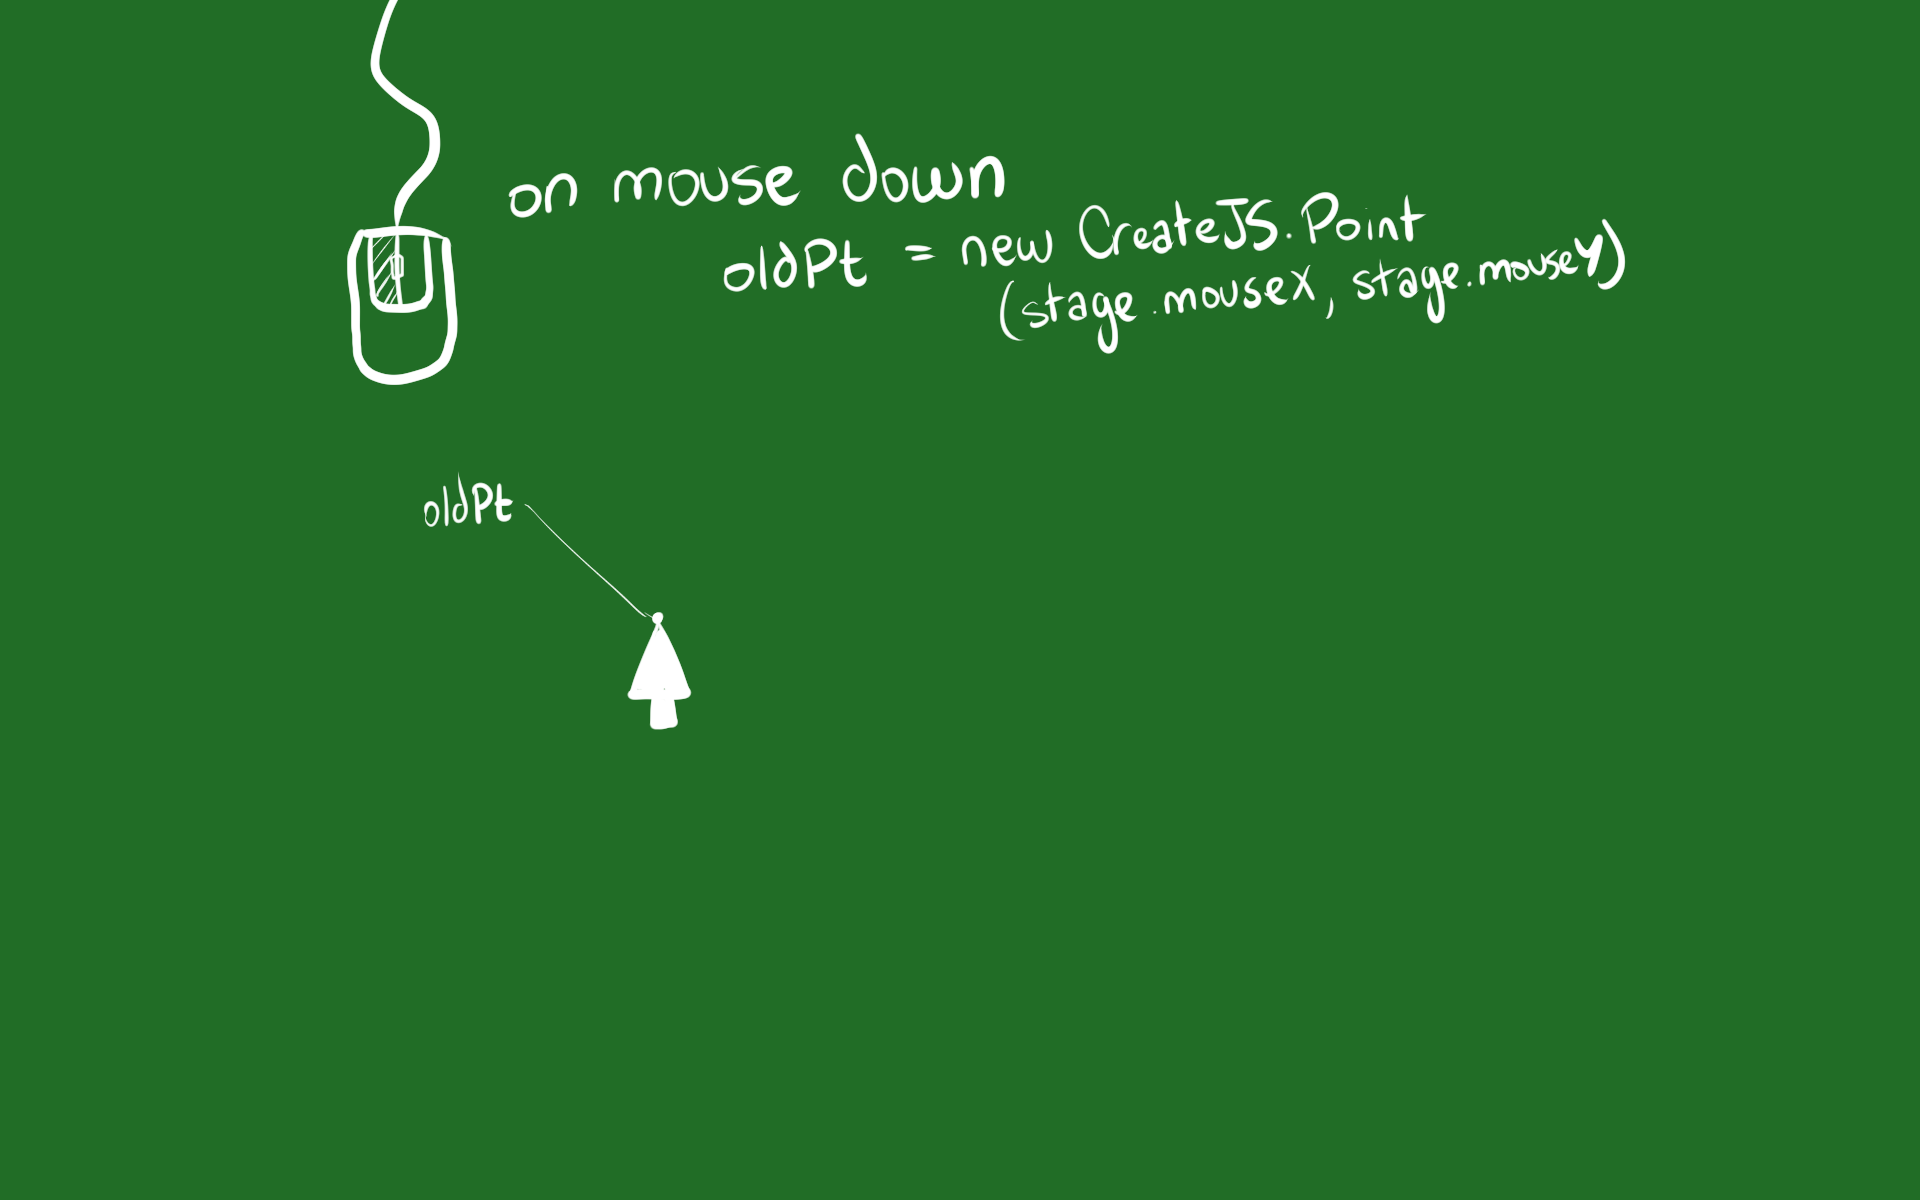 on mouse down
oldPt = new CreateJS.Point
(stage.mouseX, stage.mouseY)
oldPt